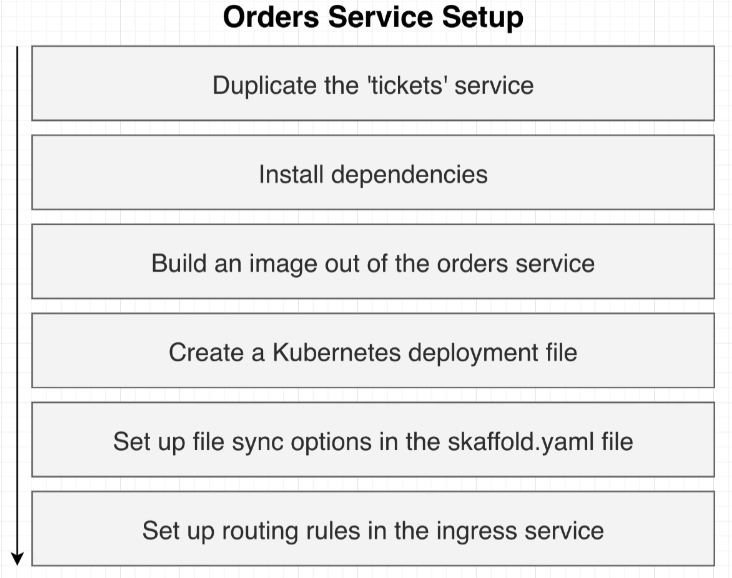 Orders Service Setup
Duplicate the 'tickets' service
Install dependencies
Build an image out of the orders service
Create a Kubernetes deployment file
Set up file sync options in the skaffold.yaml file
Set up routing rules in the ingress service